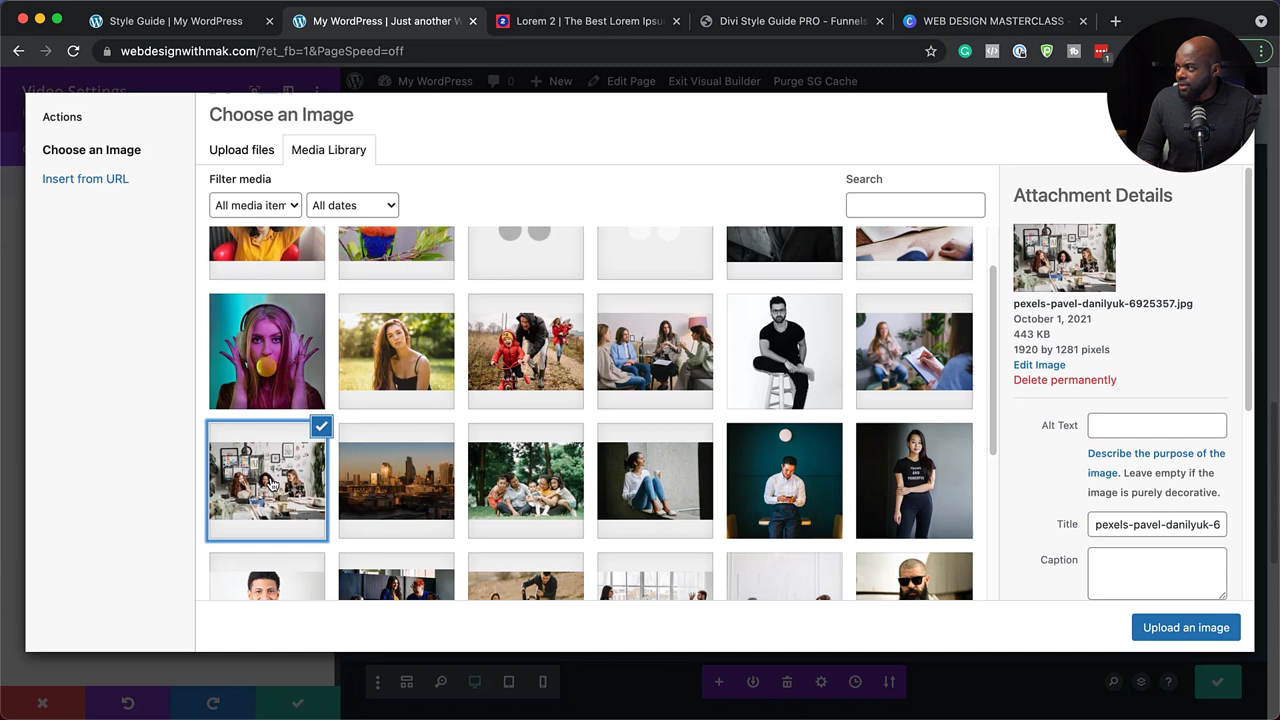 Style Guide | My WordPress
My WordPress | Just another W
Lorem 2 | The Best Lorem Ipsu
Divi Style Guide PRO - Funnels
WEB DESIGN MASTERCLASS -
webdesignwithmak.com/?et_fb=1&PageSpeed=off
1
Video Settings
My WordPress
0
New
Edit Page
Exit Visual Builder
Purge SG Cache
Actions
Choose an Image
Insert from URL
Choose an Image
Upload files
Media Library
Filter media
All media item
All dates
Search
Attachment Details
pexels-pavel-danilyuk-6925357.jpg
October 1, 2021
443 KB
1920 by 1281 pixels
Edit Image
Delete permanently
Alt Text
Describe the purpose of the
image. Leave empty if the
image is purely decorative.
Title
pexels-pavel-danilyuk-6
Caption
Upload an image